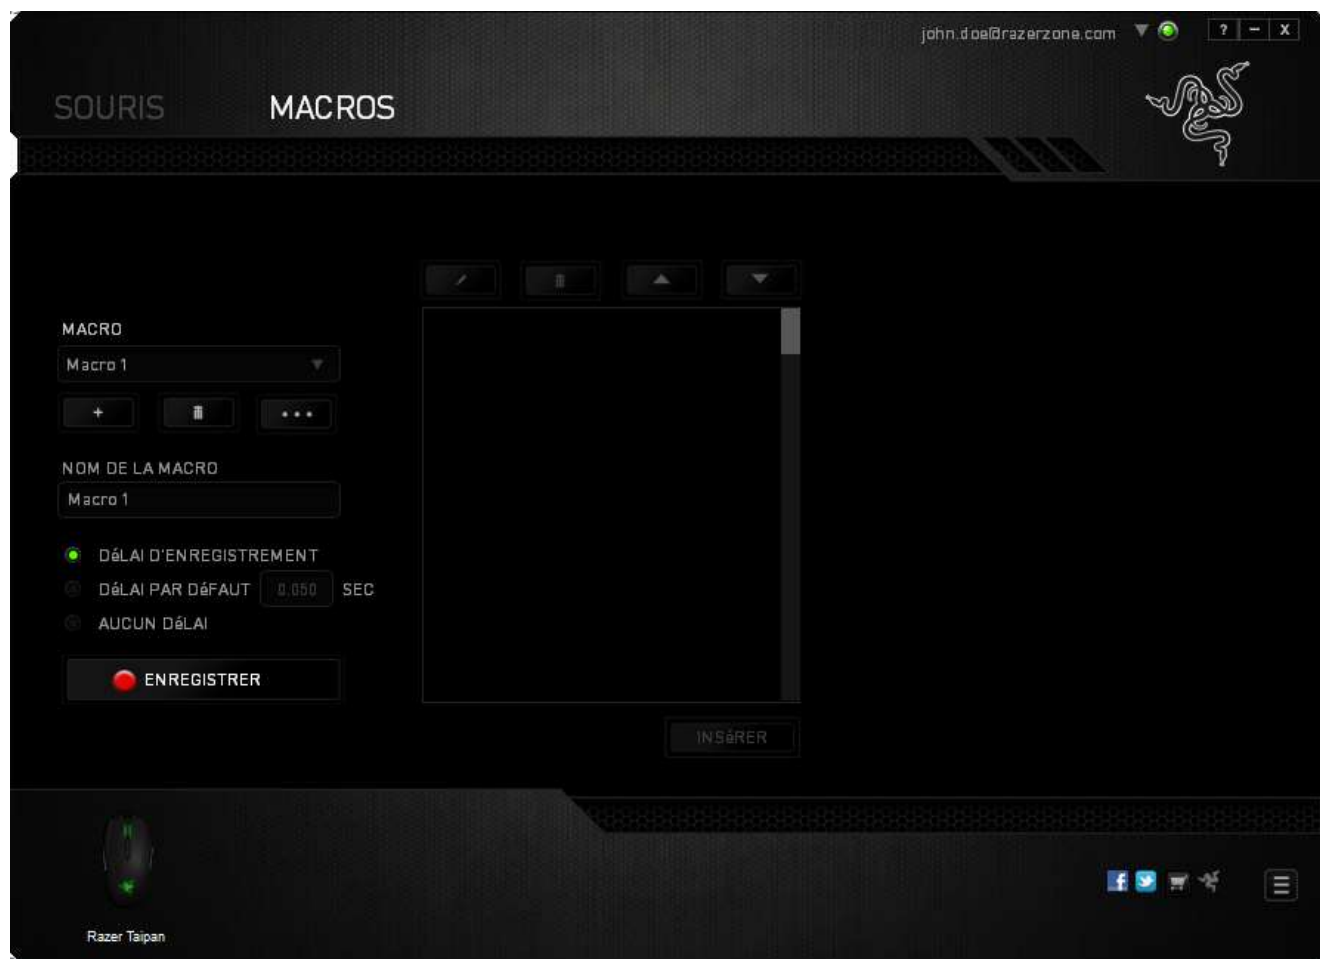 john.doe@razerzone.com
? – X
SOURIS MACROS
MACRO
Macro 1
NOM DE LA MACRO
Macro 1
DéLAI D'ENREGISTREMENT
DéLAI PAR DéFAUT 0.050 SEC
AUCUN DéLAI
ENREGISTRER
INSéRER
Razer Taipan